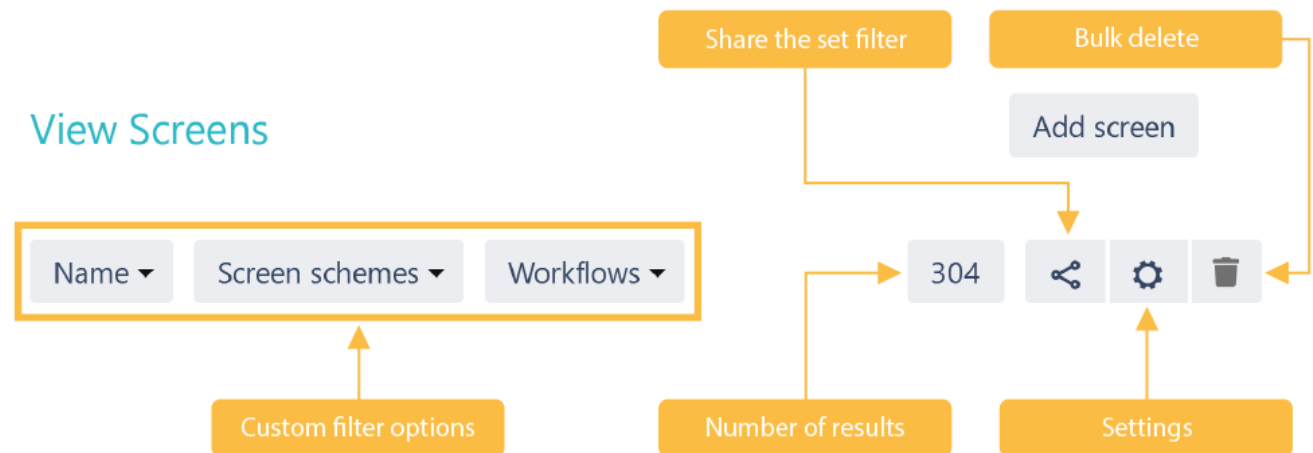 Share the set filter
Bulk delete
View Screens
Add screen
Name
Screen schemes
Workflows
304
Custom filter options
Number of results
Settings